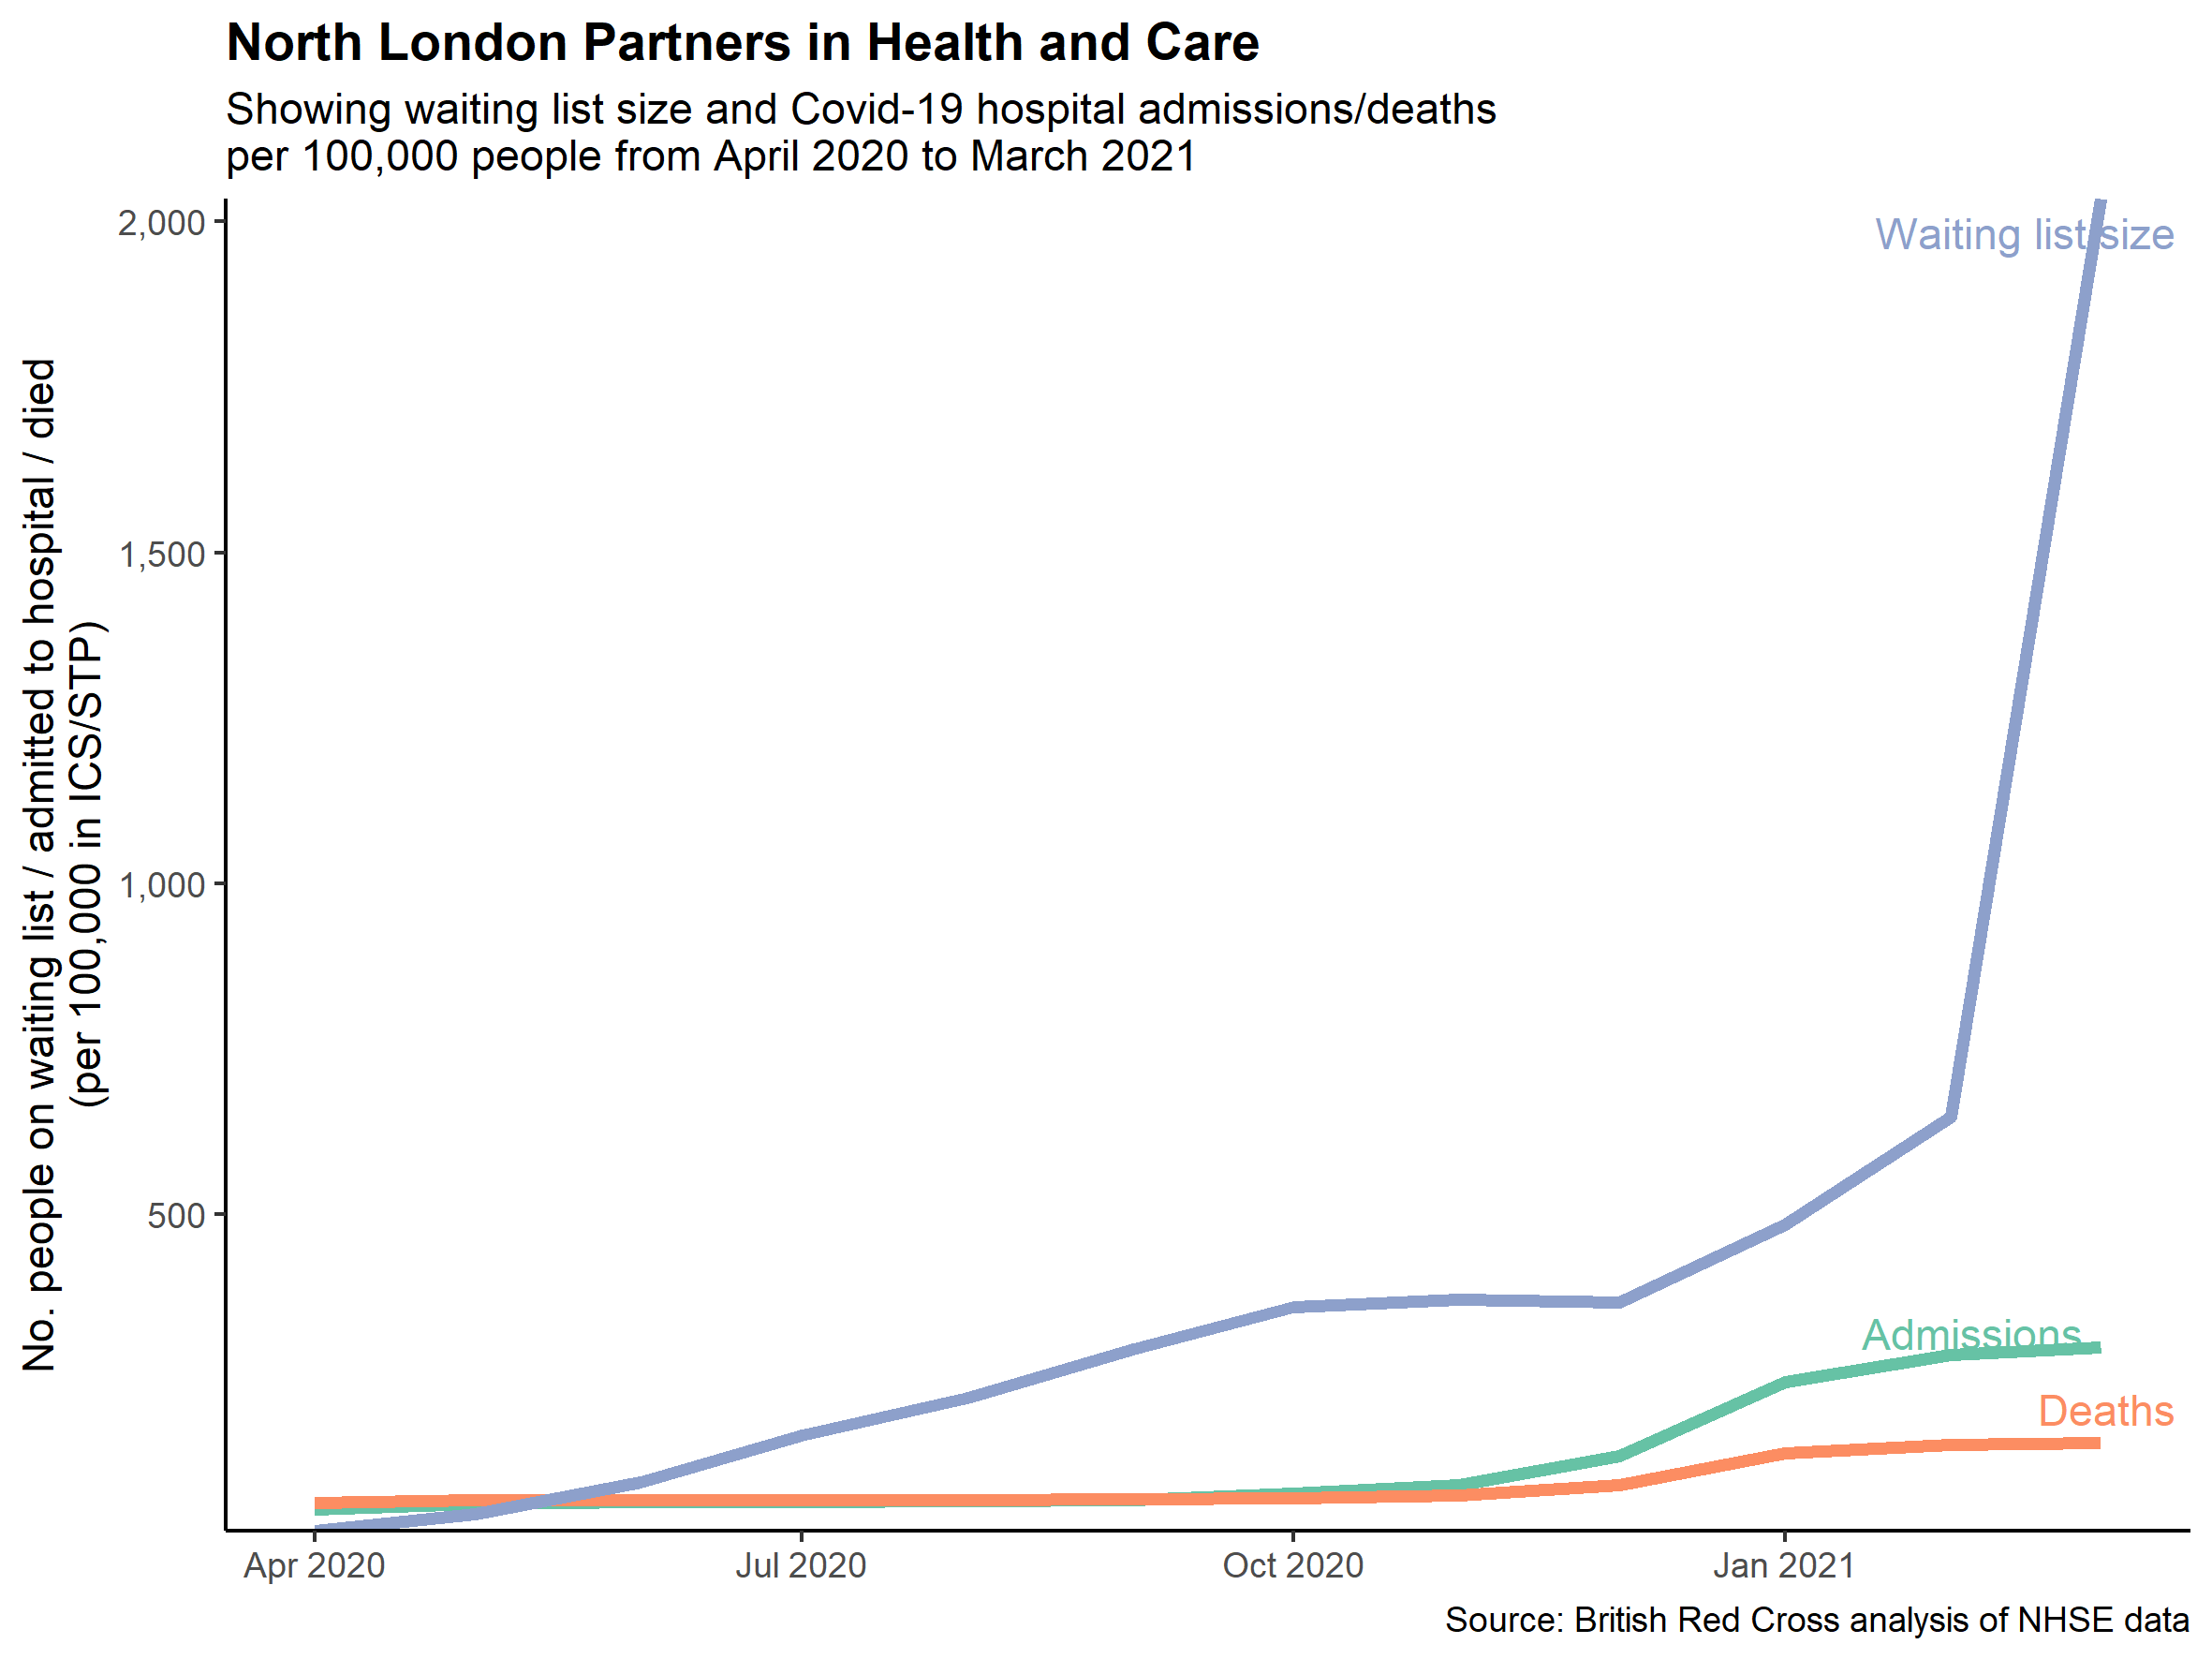 North London Partners in Health and Care
Showing waiting list size and Covid-19 hospital admissions/deaths
per 100,000 people from April 2020 to March 2021
No. people on waiting list / admitted to hospital / died
(per 100,000 in ICS/STP)
2,000
1,500
1,000
500
Waiting list size
Admissions
Deaths
Apr 2020
Jul 2020
Oct 2020
Jan 2021
Source: British Red Cross analysis of NHSE data